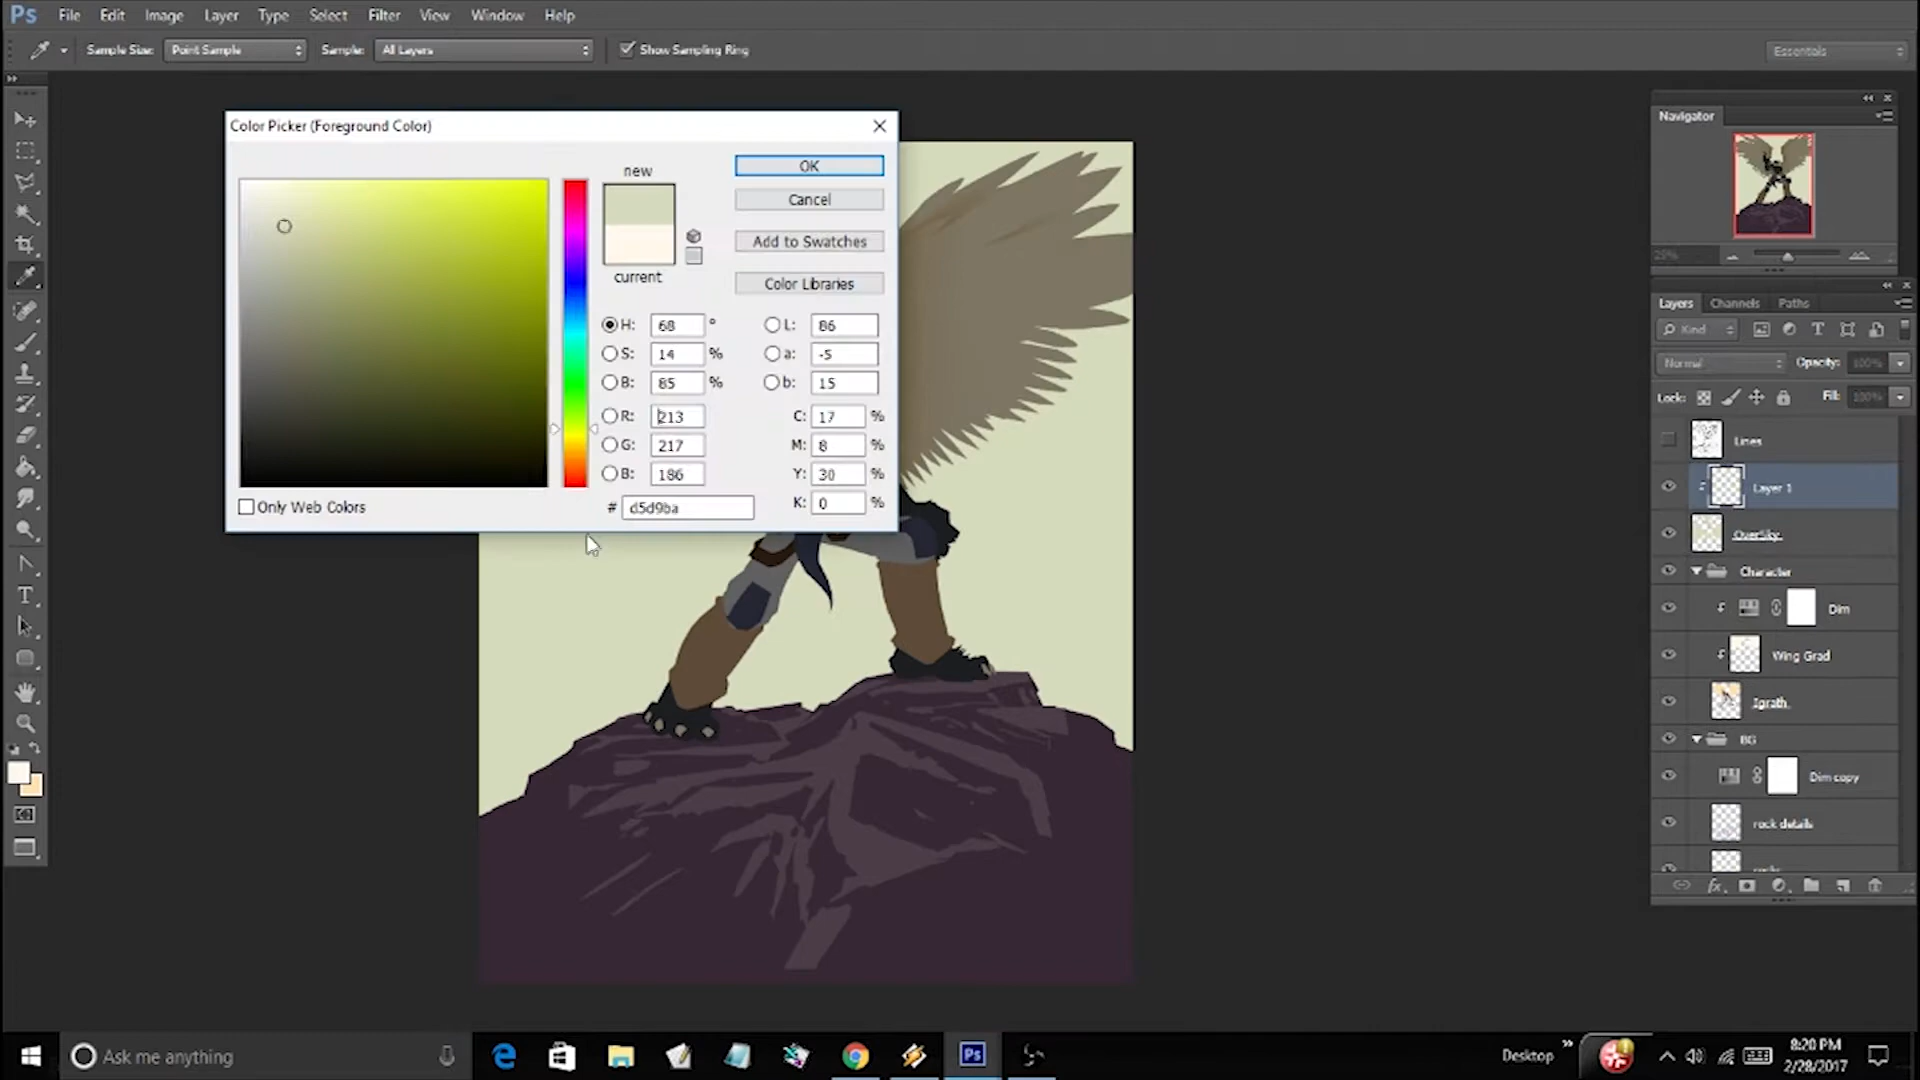 Ps File Edit Image Layer Type Select Filter View Window Help
Sample Size: Point Sample Sample: All Layers Show Sampling Ring Essentials
Color Picker (Foreground Color)
new
current
OK
Cancel
Add to Swatches
Color Libraries
H: 68 ° L: 86
S: 14 % a: -5
B: 85 % b: 15
R: 213 C: 17 %
G: 217 M: 8 %
B: 186 Y: 30 %
# d5d9ba K: 0 %
Only Web Colors
Navigator
25%
Layers Channels Paths
Kind
Normal Opacity: 100%
Lock: Fill: 100%
Lines
Layer 1
OverSky
Character
Dim
Wing Grad
Igrath
BG
Dim copy
rock details
rocks
Ask me anything
Ps
Desktop
8:20 PM
2/28/2017